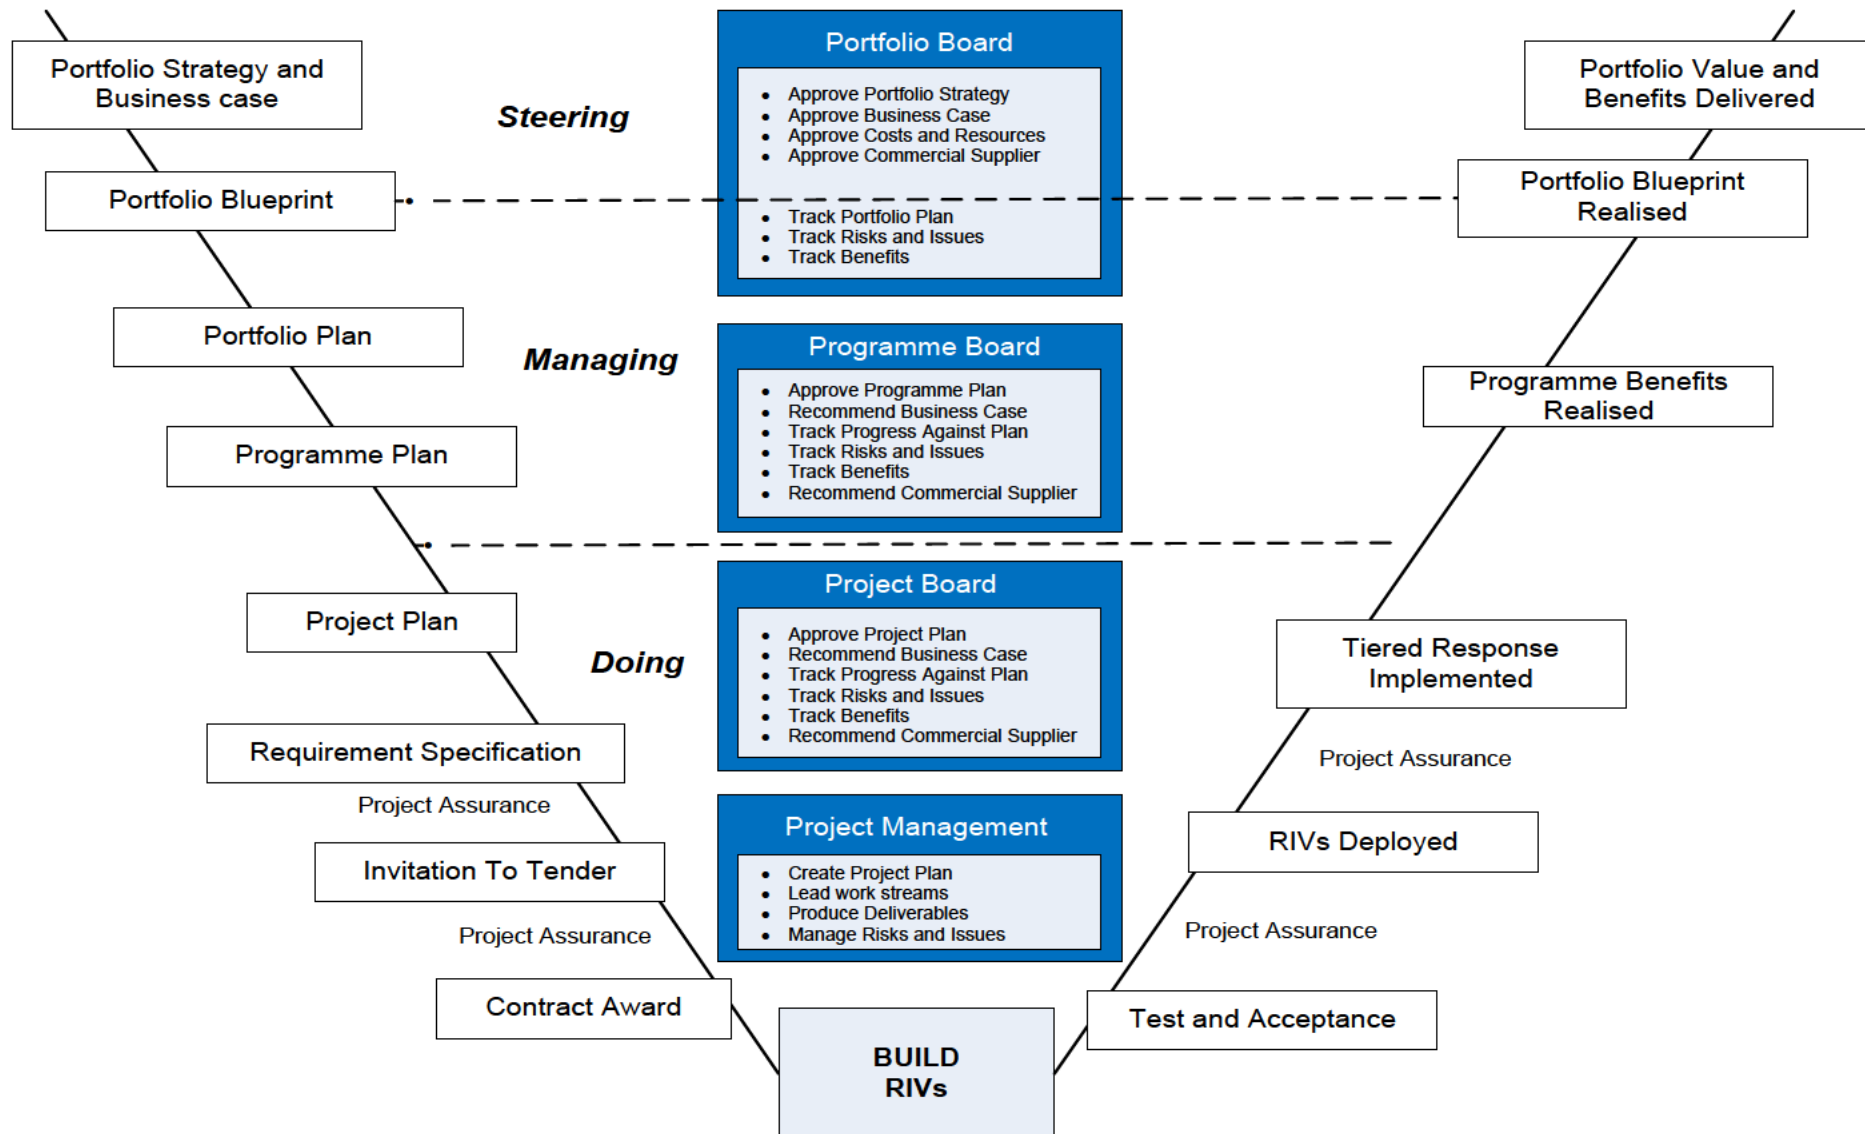 Portfolio Strategy and
Business case
Portfolio Blueprint
Portfolio Plan
Programme Plan
Project Plan
Requirement Specification
Project Assurance
Invitation To Tender
Project Assurance
Contract Award
Steering
Managing
Doing
Portfolio Board
• Approve Portfolio Strategy
• Approve Business Case
• Approve Costs and Resources
• Approve Commercial Supplier
• Track Portfolio Plan
• Track Risks and Issues
• Track Benefits
Programme Board
• Approve Programme Plan
• Recommend Business Case
• Track Progress Against Plan
• Track Risks and Issues
• Track Benefits
• Recommend Commercial Supplier
Project Board
• Approve Project Plan
• Recommend Business Case
• Track Progress Against Plan
• Track Risks and Issues
• Track Benefits
• Recommend Commercial Supplier
Project Management
• Create Project Plan
• Lead work streams
• Produce Deliverables
• Manage Risks and Issues
BUILD
RIVs
Portfolio Value and
Benefits Delivered
Portfolio Blueprint
Realised
Programme Benefits
Realised
Tiered Response
Implemented
Project Assurance
RIVs Deployed
Project Assurance
Test and Acceptance